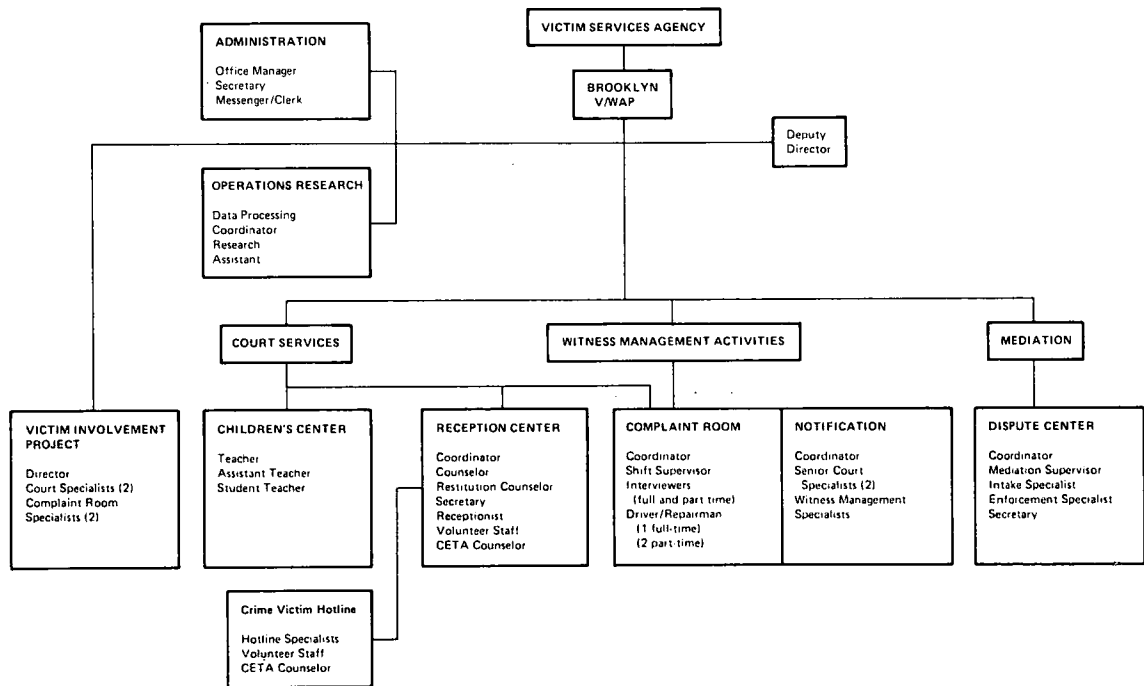 VICTIM SERVICES AGENCY
ADMINISTRATION
Office Manager
Secretary
Messenger/Clerk
BROOKLYN
V/WAP
Deputy
Director
OPERATIONS RESEARCH
Data Processing
Coordinator
Research
Assistant
COURT SERVICES
WITNESS MANAGEMENT ACTIVITIES
MEDIATION
VICTIM INVOLVEMENT
PROJECT
Director
Court Specialists (2)
Complaint Room
Specialists (2)
CHILDREN'S CENTER
Teacher
Assistant Teacher
Student Teacher
RECEPTION CENTER
Coordinator
Counselor
Restitution Counselor
Secretary
Receptionist
Volunteer Staff
CETA Counselor
COMPLAINT ROOM
Coordinator
Shift Supervisor
Interviewers
(full and part time)
Driver/Repairman
(1 full-time)
(2 part-time)
NOTIFICATION
Coordinator
Senior Court
Specialists (2)
Witness Management
Specialists
DISPUTE CENTER
Coordinator
Mediation Supervisor
Intake Specialist
Enforcement Specialist
Secretary
Crime Victim Hotline
Hotline Specialists
Volunteer Staff
CETA Counselor